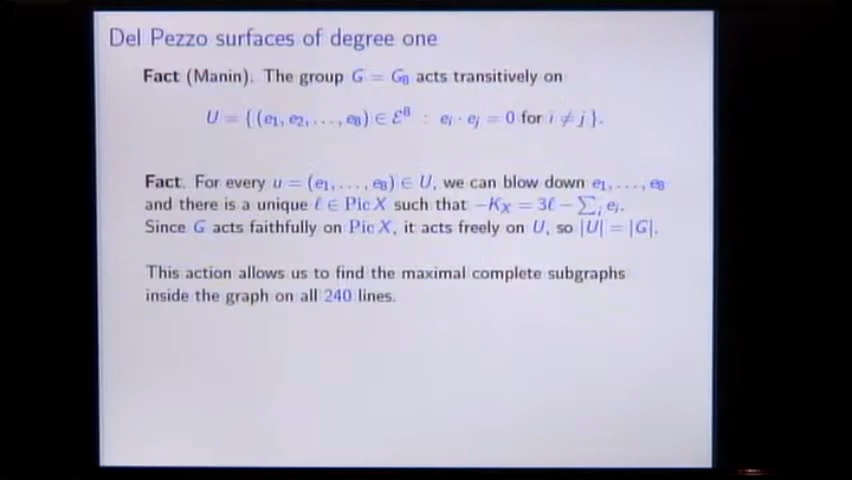 Del Pezzo surfaces of degree one
Fact (Manin). The group G = G₈ acts transitively on
U = { (e₁, e₂, . . . , e₈) ∈ ℰ⁸ : eᵢ · eⱼ = 0 for i ≠ j }.
Fact. For every u = (e₁, . . . , e₈) ∈ U, we can blow down e₁, . . . , e₈
and there is a unique ℓ ∈ Pic X such that −K_X = 3ℓ − ∑ᵢ eᵢ.
Since G acts faithfully on Pic X, it acts freely on U, so |U| = |G|.
This action allows us to find the maximal complete subgraphs
inside the graph on all 240 lines.